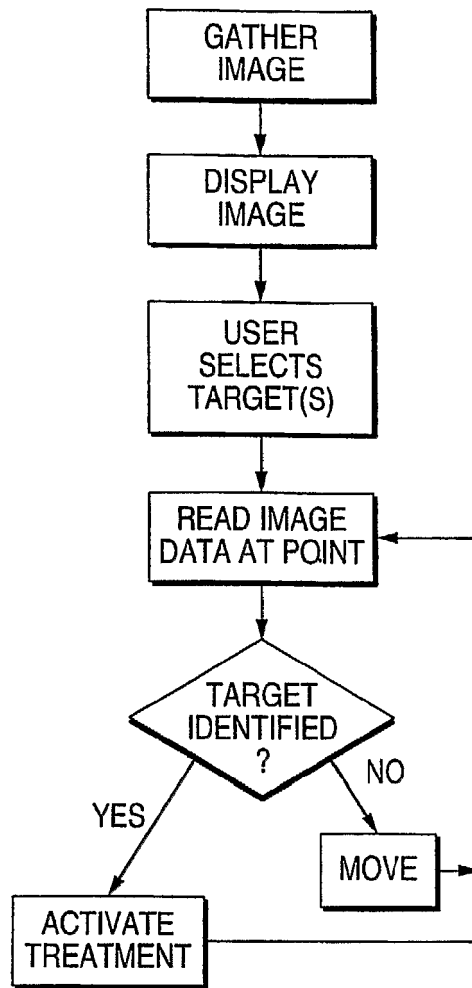 GATHER
IMAGE
DISPLAY
IMAGE
USER
SELECTS
TARGET(S)
READ IMAGE
DATA AT POINT
TARGET
IDENTIFIED
?
YES
NO
MOVE
ACTIVATE
TREATMENT